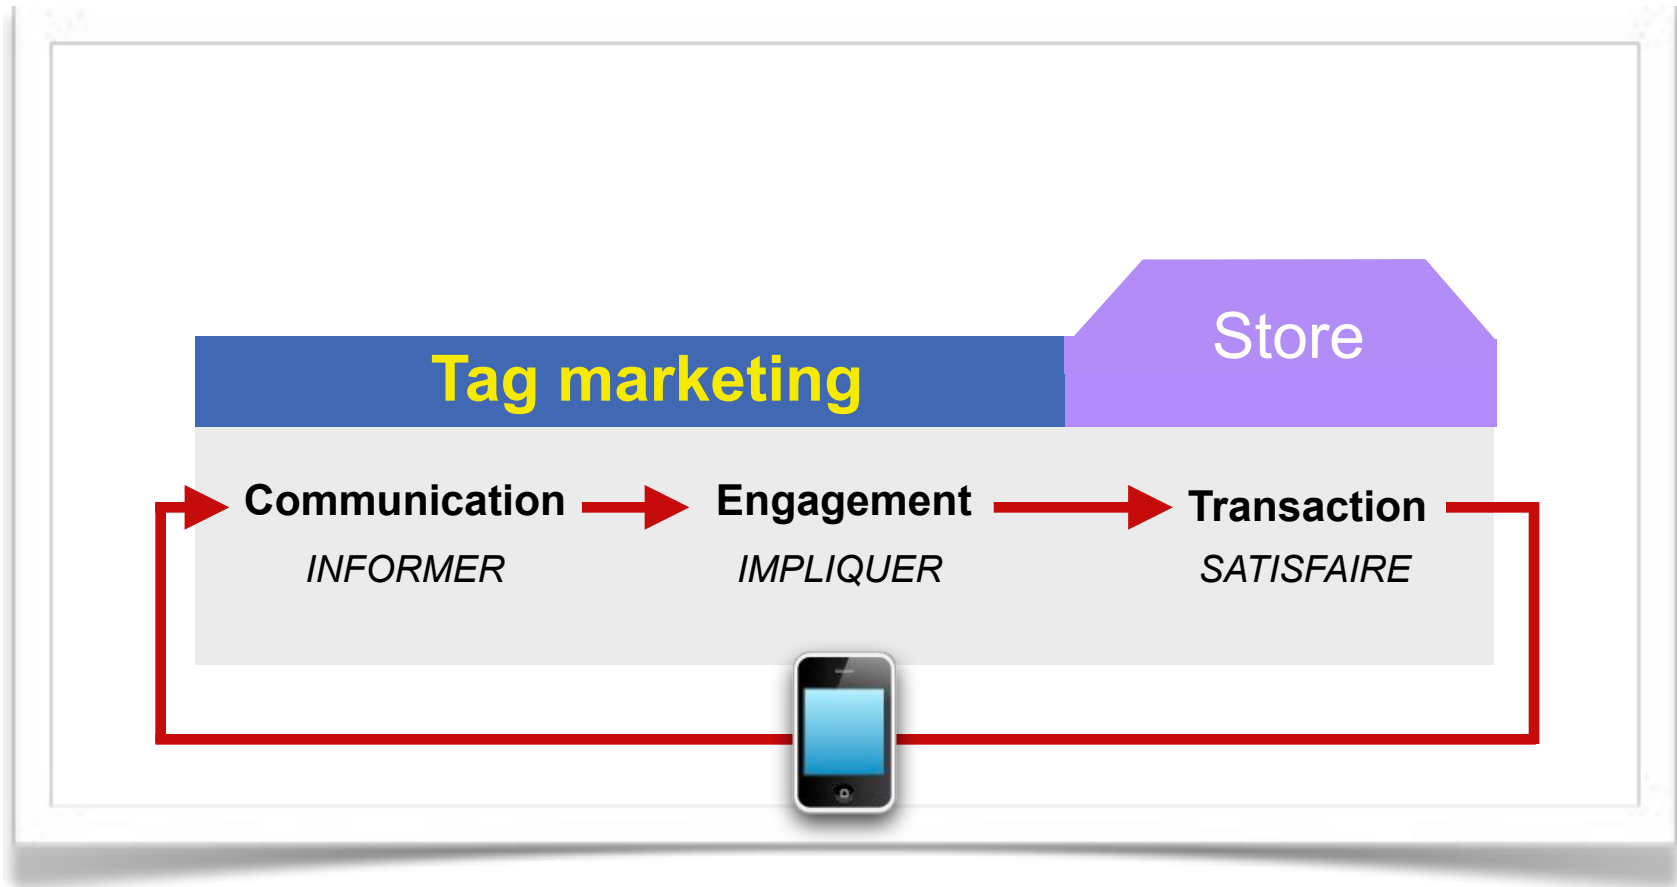 Store
Tag marketing
Communication
Engagement
Transaction
INFORMER
IMPLIQUER
SATISFAIRE